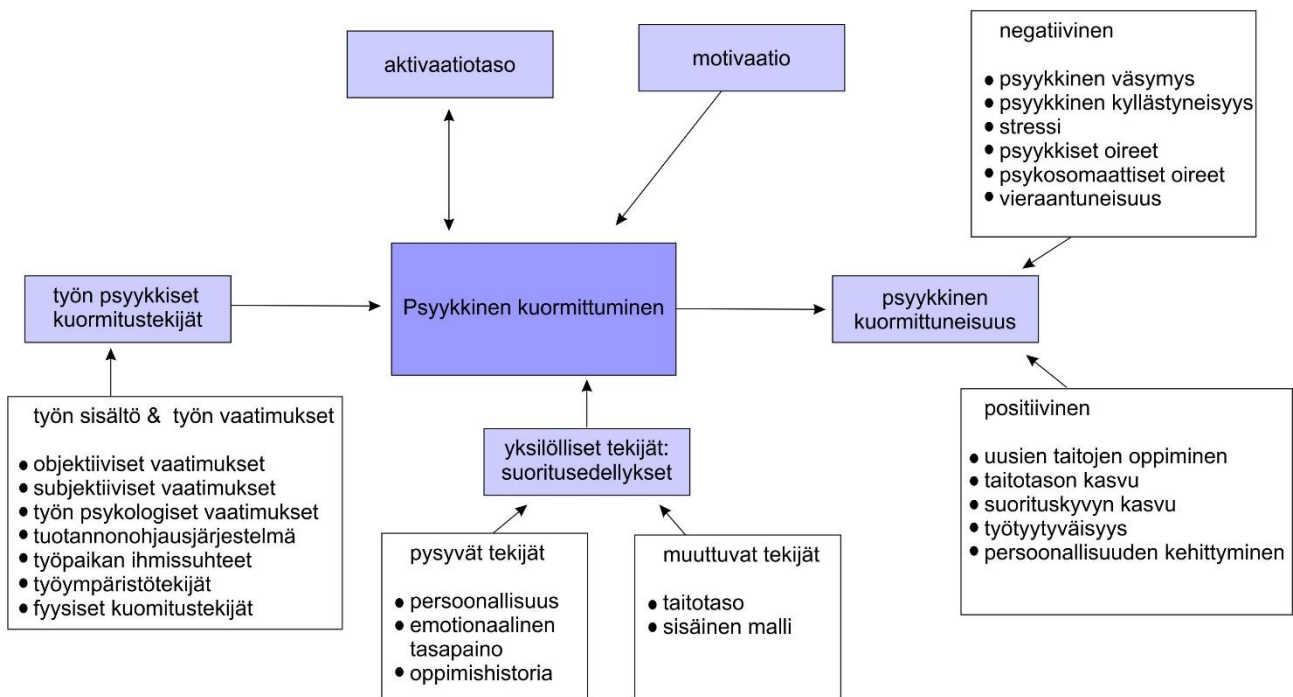 aktivaatiotaso
motivaatio
negatiivinen
● psyykkinen väsymys
● psyykkinen kyllästyneisyys
● stressi
● psyykkiset oireet
● psykosomaattiset oireet
● vieraantuneisuus
työn psyykkiset
kuormitustekijät
Psyykkinen kuormittuminen
psyykkinen
kuormittuneisuus
työn sisältö & työn vaatimukset
● objektiiviset vaatimukset
● subjektiiviset vaatimukset
● työn psykologiset vaatimukset
● tuotannonohjausjärjestelmä
● työpaikan ihmissuhteet
● työympäristötekijät
● fyysiset kuomitustekijät
yksilölliset tekijät:
suoritusedellykset
pysyvät tekijät
● persoonallisuus
● emotionaalinen
tasapaino
● oppimishistoria
muuttuvat tekijät
● taitotaso
● sisäinen malli
positiivinen
● uusien taitojen oppiminen
● taitotason kasvu
● suorituskyvyn kasvu
● työtyytyväisyys
● persoonallisuuden kehittyminen